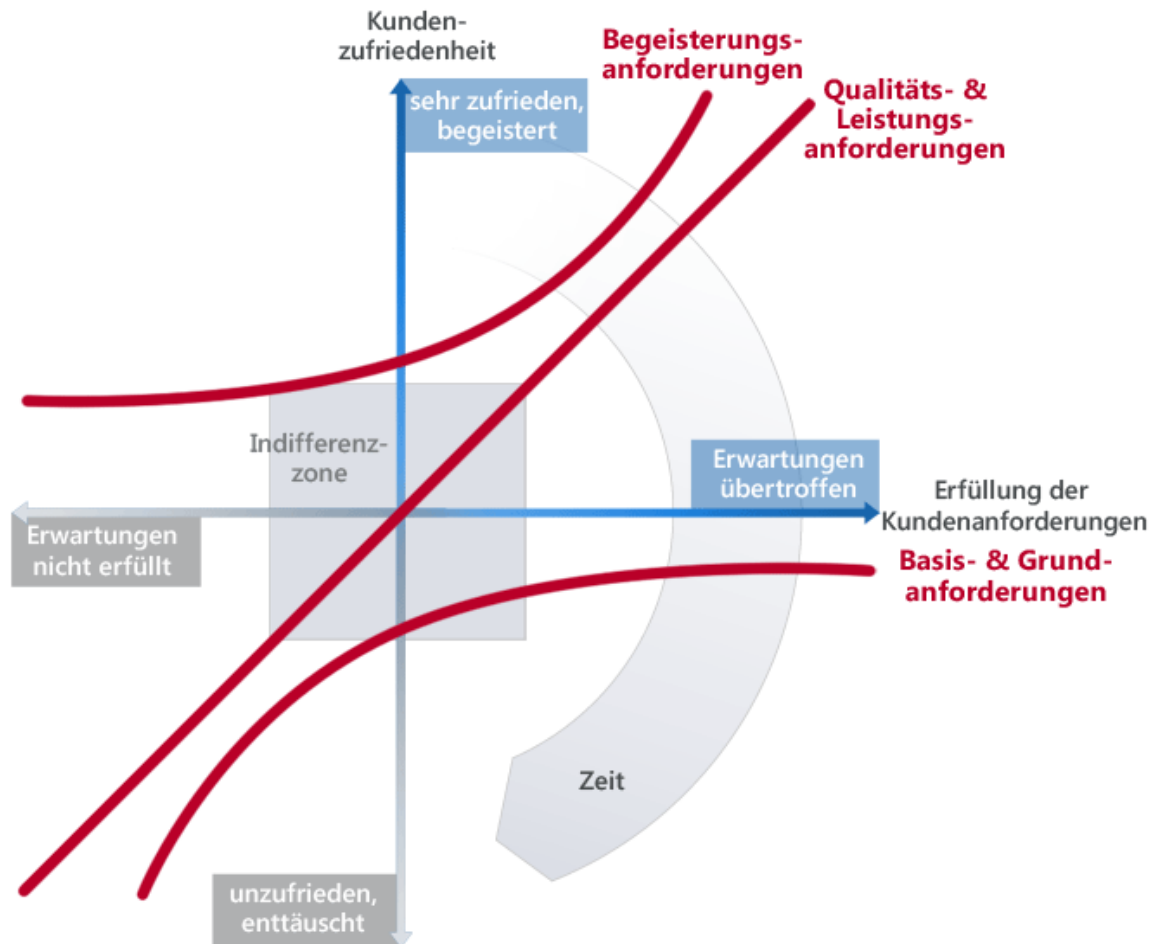 Kunden-
zufriedenheit
Begeisterungs-
anforderungen
sehr zufrieden,
begeistert
Qualitäts- &
Leistungs-
anforderungen
Indifferenz-
zone
Erwartungen
übertroffen
Erfüllung der
Kundenanforderungen
Erwartungen
nicht erfüllt
Basis- & Grund-
anforderungen
Zeit
unzufrieden,
enttäuscht